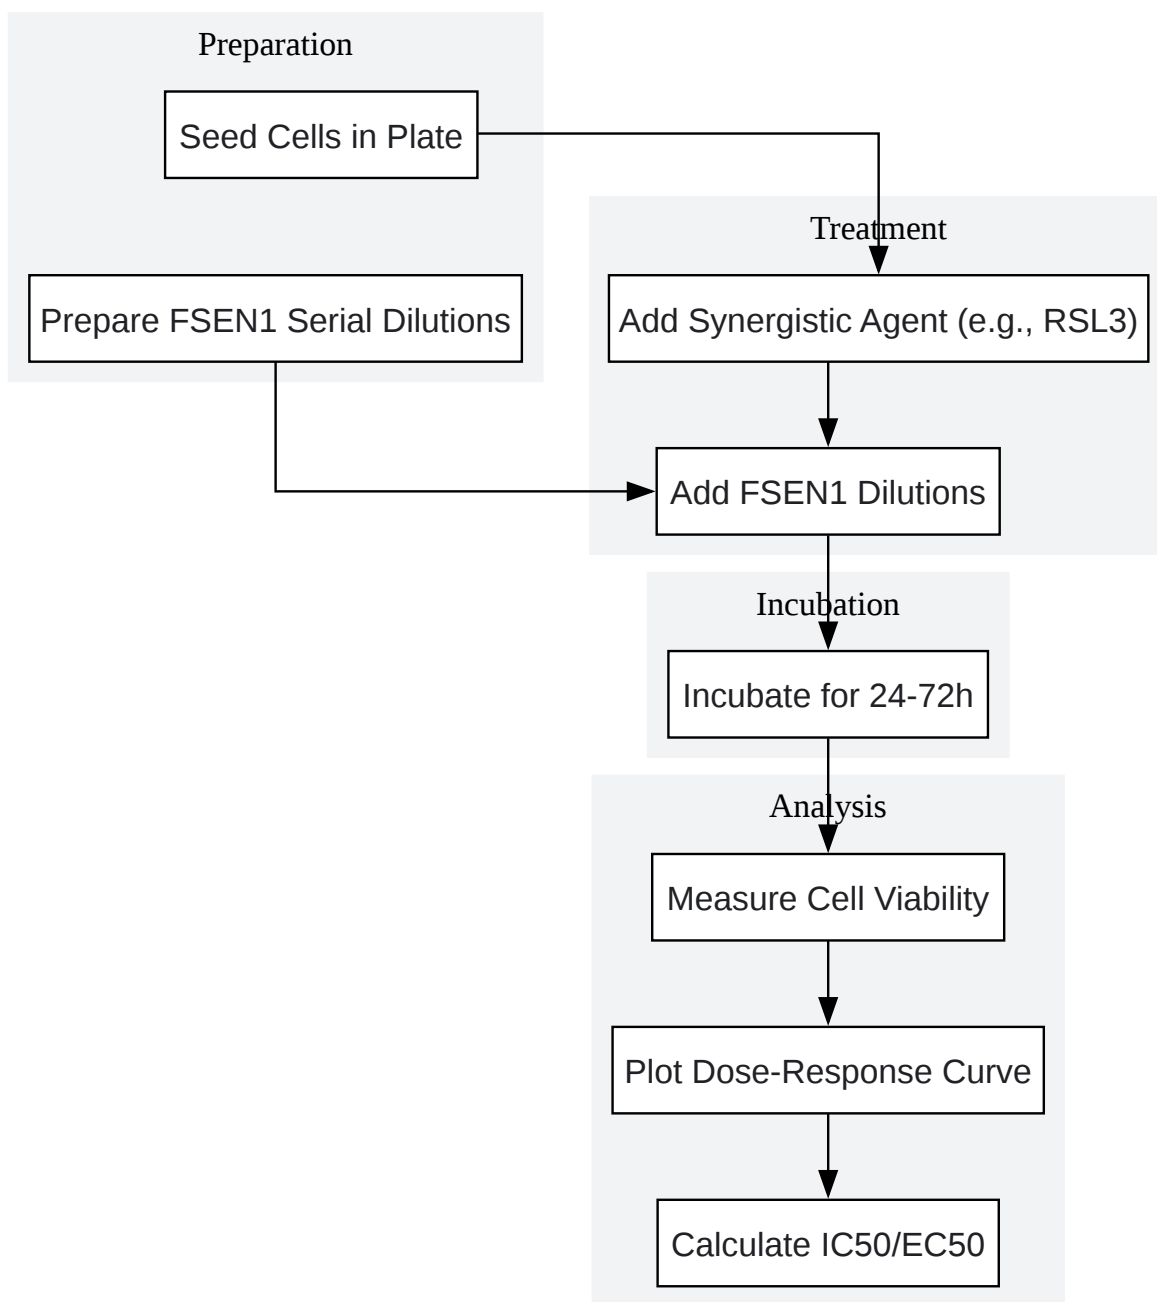 Preparation
Seed Cells in Plate
Prepare FSEN1 Serial Dilutions
Treatment
Add Synergistic Agent (e.g., RSL3)
Add FSEN1 Dilutions
Incubation
Incubate for 24-72h
Analysis
Measure Cell Viability
Plot Dose-Response Curve
Calculate IC50/EC50